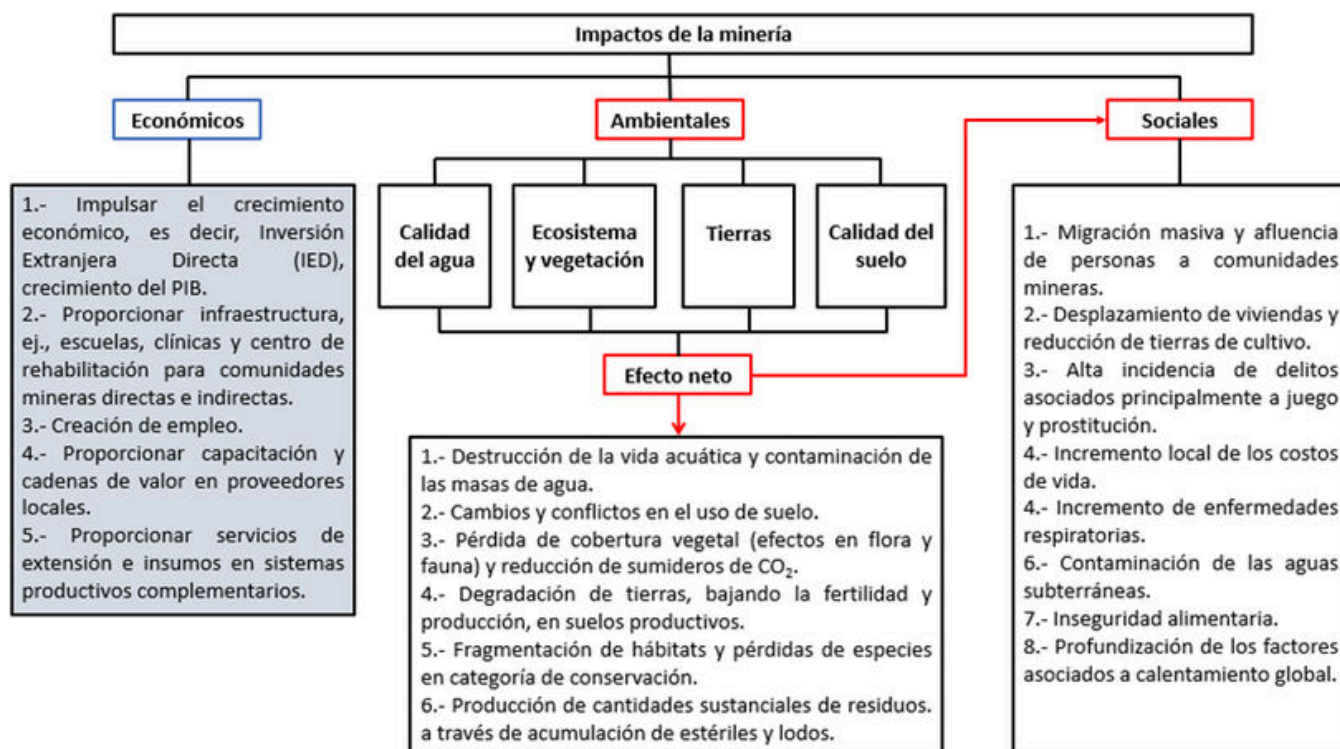 Impactos de la minería
Económicos
Ambientales
Sociales
1.- Impulsar el crecimiento
económico, es decir, Inversión
Extranjera Directa (IED),
crecimiento del PIB.
2.- Proporcionar infraestructura,
ej., escuelas, clínicas y centro de
rehabilitación para comunidades
mineras directas e indirectas.
3.- Creación de empleo.
4.- Proporcionar capacitación y
cadenas de valor en proveedores
locales.
5.- Proporcionar servicios de
extensión e insumos en sistemas
productivos complementarios.
Calidad
del agua
Ecosistema
y vegetación
Tierras
Calidad del
suelo
Efecto neto
1.- Destrucción de la vida acuática y contaminación de
las masas de agua.
2.- Cambios y conflictos en el uso de suelo.
3.- Pérdida de cobertura vegetal (efectos en flora y
fauna) y reducción de sumideros de CO₂.
4.- Degradación de tierras, bajando la fertilidad y
producción, en suelos productivos.
5.- Fragmentación de hábitats y pérdidas de especies
en categoría de conservación.
6.- Producción de cantidades sustanciales de residuos.
a través de acumulación de estériles y lodos.
1.- Migración masiva y afluencia
de personas a comunidades
mineras.
2.- Desplazamiento de viviendas y
reducción de tierras de cultivo.
3.- Alta incidencia de delitos
asociados principalmente a juego
y prostitución.
4.- Incremento local de los costos
de vida.
4.- Incremento de enfermedades
respiratorias.
6.- Contaminación de las aguas
subterráneas.
7.- Inseguridad alimentaria.
8.- Profundización de los factores
asociados a calentamiento global.